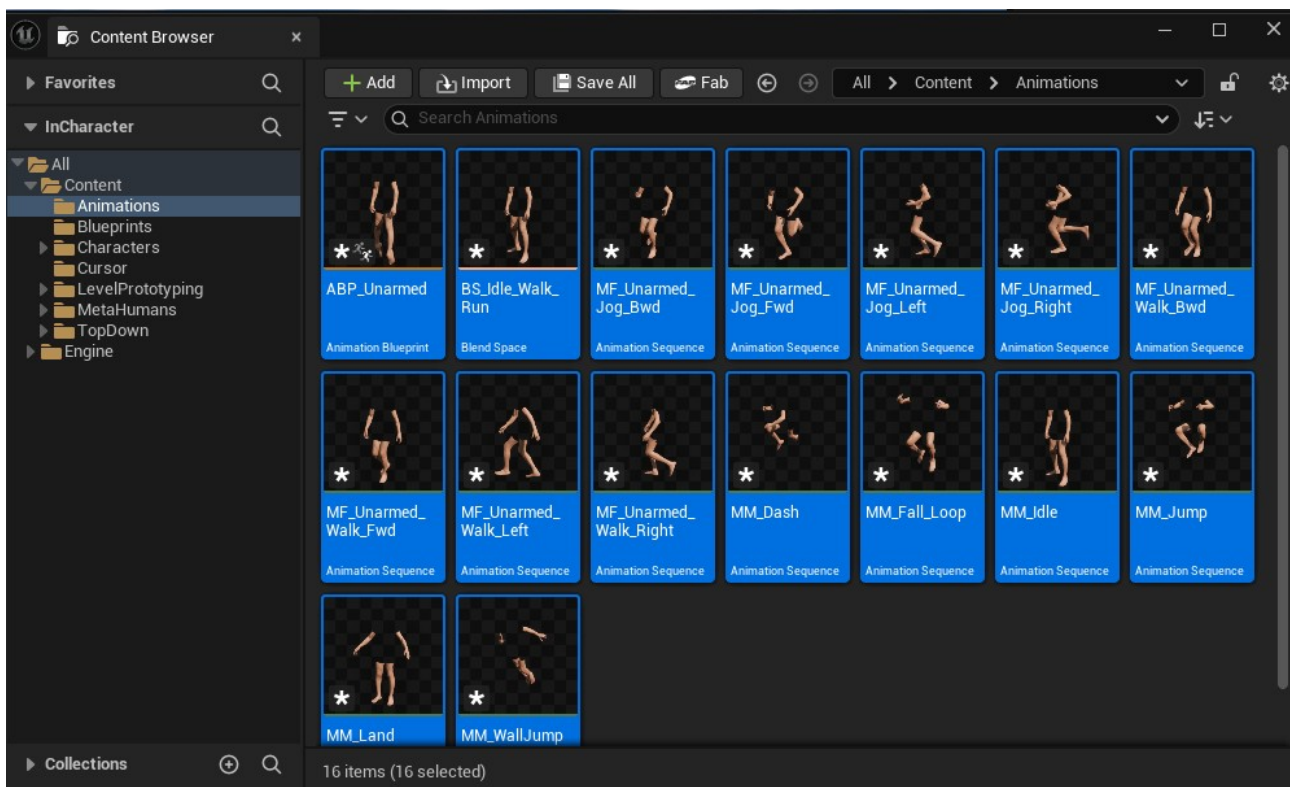 Content Browser
Favorites
Add
Import
Save All
Fab
All
Content
Animations
InCharacter
Search Animations
All
Content
Animations
Blueprints
Characters
Cursor
LevelPrototyping
MetaHumans
TopDown
Engine
ABP_Unarmed
Animation Blueprint
BS_Idle_Walk_
Run
Blend Space
MF_Unarmed_
Jog_Bwd
Animation Sequence
MF_Unarmed_
Jog_Fwd
Animation Sequence
MF_Unarmed_
Jog_Left
Animation Sequence
MF_Unarmed_
Jog_Right
Animation Sequence
MF_Unarmed_
Walk_Bwd
Animation Sequence
MF_Unarmed_
Walk_Fwd
Animation Sequence
MF_Unarmed_
Walk_Left
Animation Sequence
MF_Unarmed_
Walk_Right
Animation Sequence
MM_Dash
Animation Sequence
MM_Fall_Loop
Animation Sequence
MM_Idle
Animation Sequence
MM_Jump
Animation Sequence
MM_Land
MM_WallJump
Collections
16 items (16 selected)